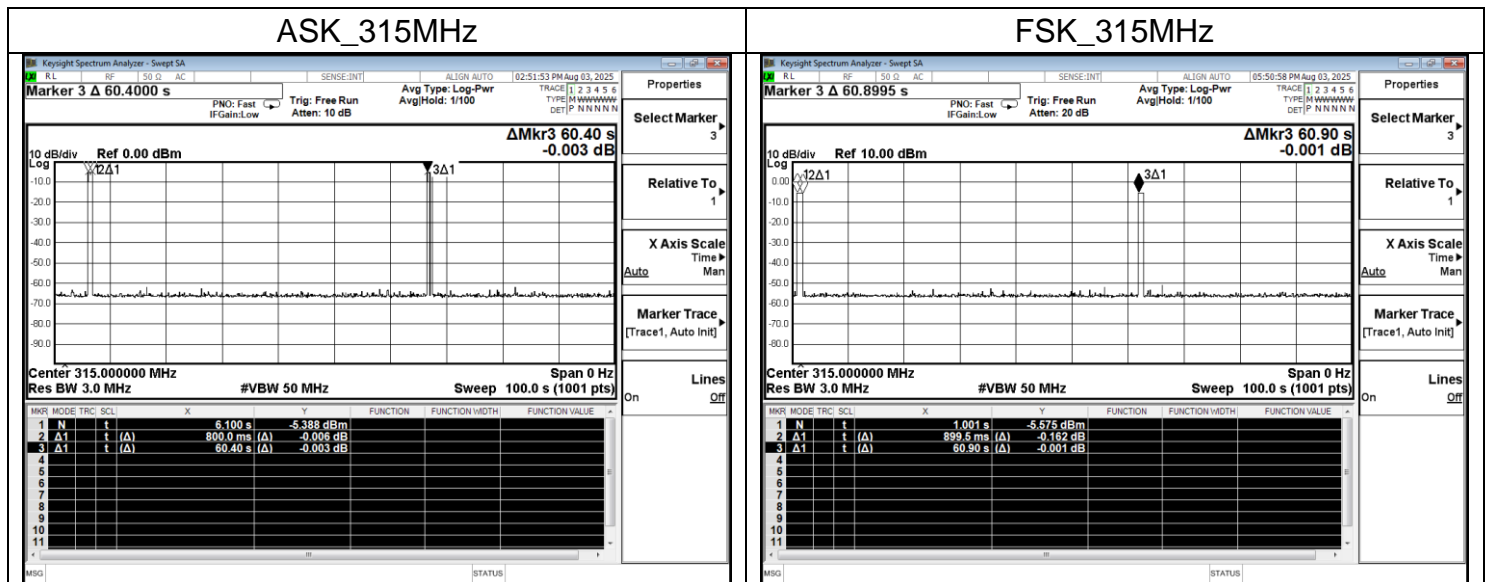 ASK_315MHz
Keysight Spectrum Analyzer - Swept SA
RL RF 50 Ω AC SENSE:INT ALIGN AUTO 02:51:53 PM Aug 03, 2025
Marker 3 Δ 60.4000 s
PNO: Fast
IFGain:Low
Trig: Free Run
Atten: 10 dB
Avg Type: Log-Pwr
Avg|Hold: 1/100
TRACE 1 2 3 4 5 6
TYPE M WWWWW
DET P N N N N N
ΔMkr3 60.40 s
-0.003 dB
10 dB/div Ref 0.00 dBm
Log
12Δ1
3Δ1
-10.0
-20.0
-30.0
-40.0
-50.0
-60.0
-70.0
-80.0
-90.0
Center 315.000000 MHz Span 0 Hz
Res BW 3.0 MHz #VBW 50 MHz Sweep 100.0 s (1001 pts)
MKR MODE TRC SCL X Y FUNCTION FUNCTION WIDTH FUNCTION VALUE
1 N t 6.100 s -5.388 dBm
2 Δ1 t (Δ) 800.0 ms (Δ) -0.006 dB
3 Δ1 t (Δ) 60.40 s (Δ) -0.003 dB
4
5
6
7
8
9
10
11
MSG STATUS
Properties
Select Marker
3
Relative To
1
X Axis Scale
Time
Auto Man
Marker Trace
[Trace1, Auto Init]
Lines
On Off
FSK_315MHz
Keysight Spectrum Analyzer - Swept SA
RL RF 50 Ω AC SENSE:INT ALIGN AUTO 05:50:58 PM Aug 03, 2025
Marker 3 Δ 60.8995 s
PNO: Fast
IFGain:Low
Trig: Free Run
Atten: 20 dB
Avg Type: Log-Pwr
Avg|Hold: 1/100
TRACE 1 2 3 4 5 6
TYPE M WWWWW
DET P N N N N N
ΔMkr3 60.90 s
-0.001 dB
10 dB/div Ref 10.00 dBm
Log
12Δ1
3Δ1
0.00
-10.0
-20.0
-30.0
-40.0
-50.0
-60.0
-70.0
-80.0
Center 315.000000 MHz Span 0 Hz
Res BW 3.0 MHz #VBW 50 MHz Sweep 100.0 s (1001 pts)
MKR MODE TRC SCL X Y FUNCTION FUNCTION WIDTH FUNCTION VALUE
1 N t 1.001 s -5.575 dBm
2 Δ1 t (Δ) 899.5 ms (Δ) -0.162 dB
3 Δ1 t (Δ) 60.90 s (Δ) -0.001 dB
4
5
6
7
8
9
10
11
MSG STATUS
Properties
Select Marker
3
Relative To
1
X Axis Scale
Time
Auto Man
Marker Trace
[Trace1, Auto Init]
Lines
On Off